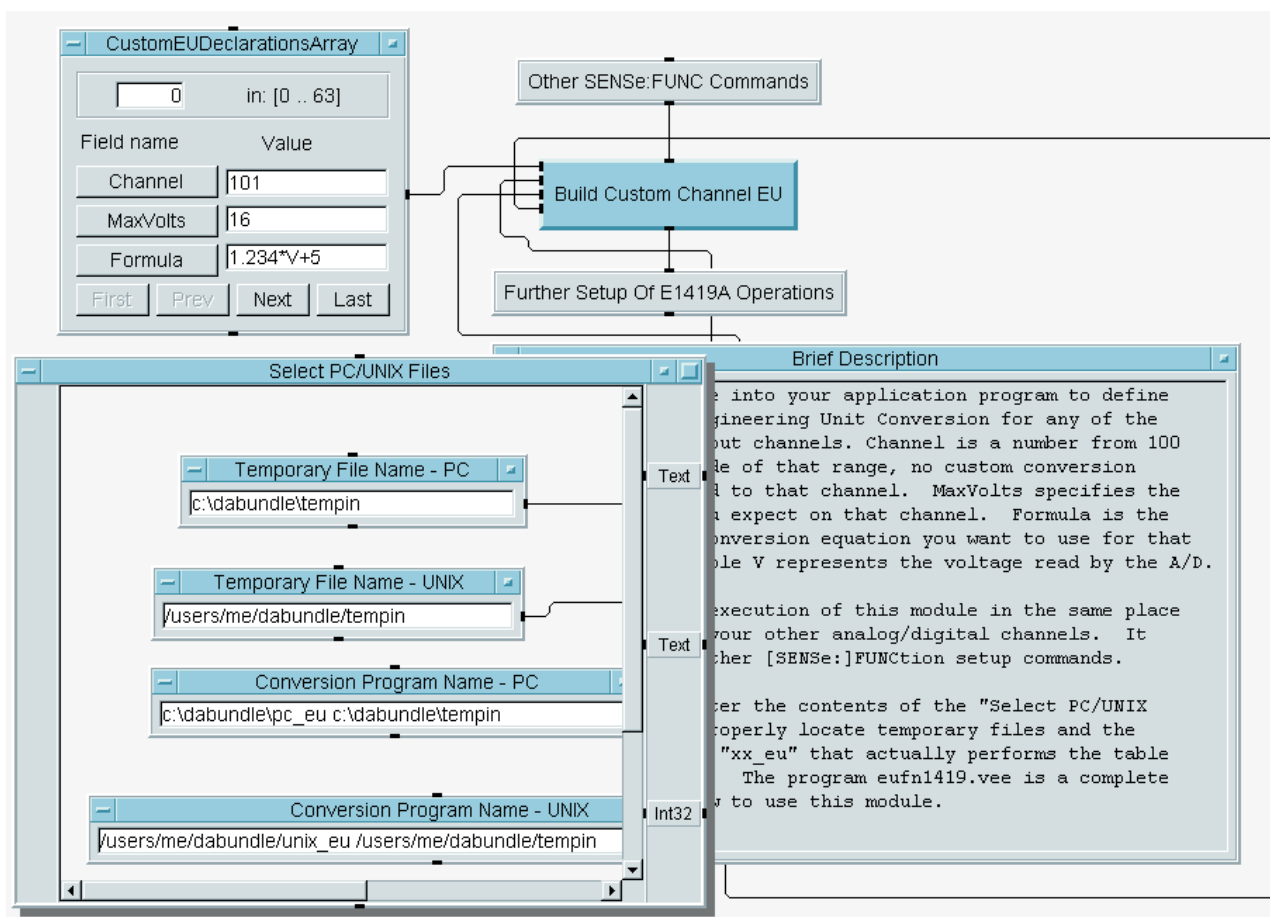 CustomEUDeclarationsArray
0 in: [0 .. 63]
Field name Value
Channel 101
MaxVolts 16
Formula 1.234*V+5
First Prev Next Last
Other SENSe:FUNC Commands
Build Custom Channel EU
Further Setup Of E1419A Operations
Select PC/UNIX Files
Temporary File Name - PC
c:\dabundle\tempin
Temporary File Name - UNIX
/users/me/dabundle/tempin
Conversion Program Name - PC
c:\dabundle\pc_eu c:\dabundle\tempin
Conversion Program Name - UNIX
/users/me/dabundle/unix_eu /users/me/dabundle/tempin
Text
Text
Int32
Brief Description
into your application program to define
Unit Conversion for any of the
channels. Channel is a number from 100
of that range, no custom conversion
to that channel. MaxVolts specifies the
expect on that channel. Formula is the
equation you want to use for that
V represents the voltage read by the A/D.
execution of this module in the same place
your other analog/digital channels. It
[SENSe:]FUNCtion setup commands.
the contents of the "Select PC/UNIX
locate temporary files and the
"xx_eu" that actually performs the table
The program eufn1419.vee is a complete
to use this module.